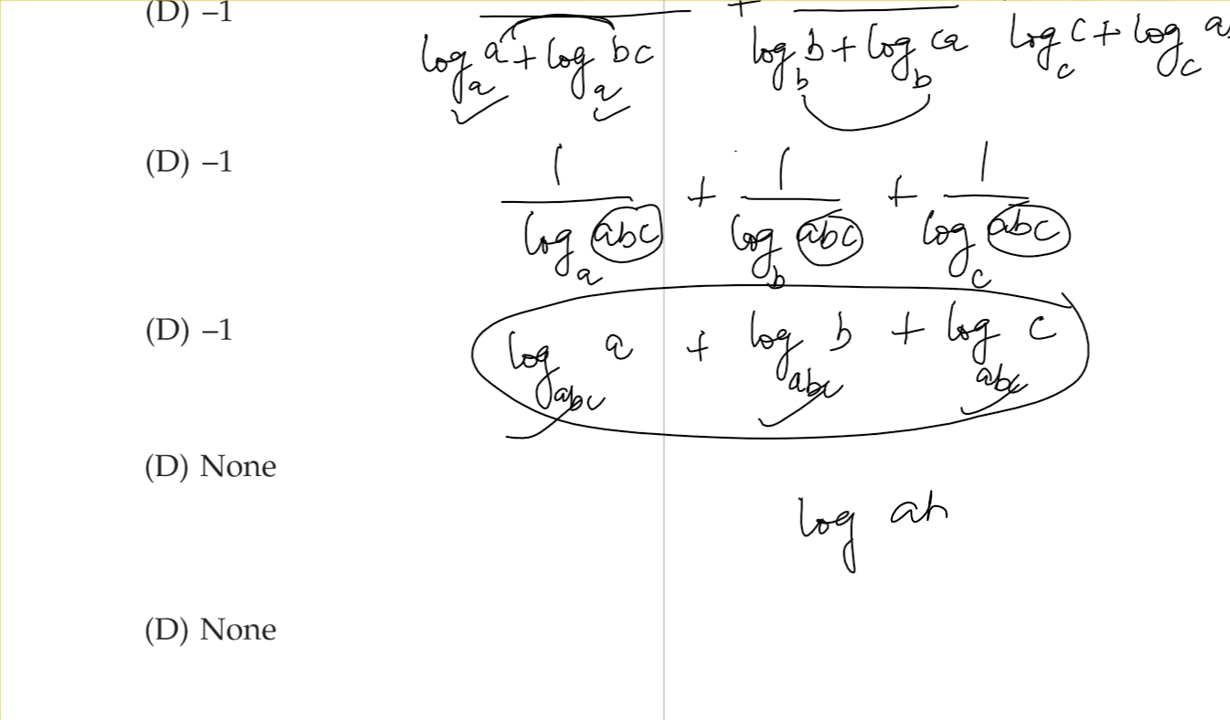 (D) –1
+
log_a a + log_a bc log_b b + log_b ca log_c c + log_c a
(D) –1
1/log_a abc + 1/log_b abc + 1/log_c abc
(D) –1
log_abc a + log_abc b + log_abc c
(D) None
log ab
(D) None